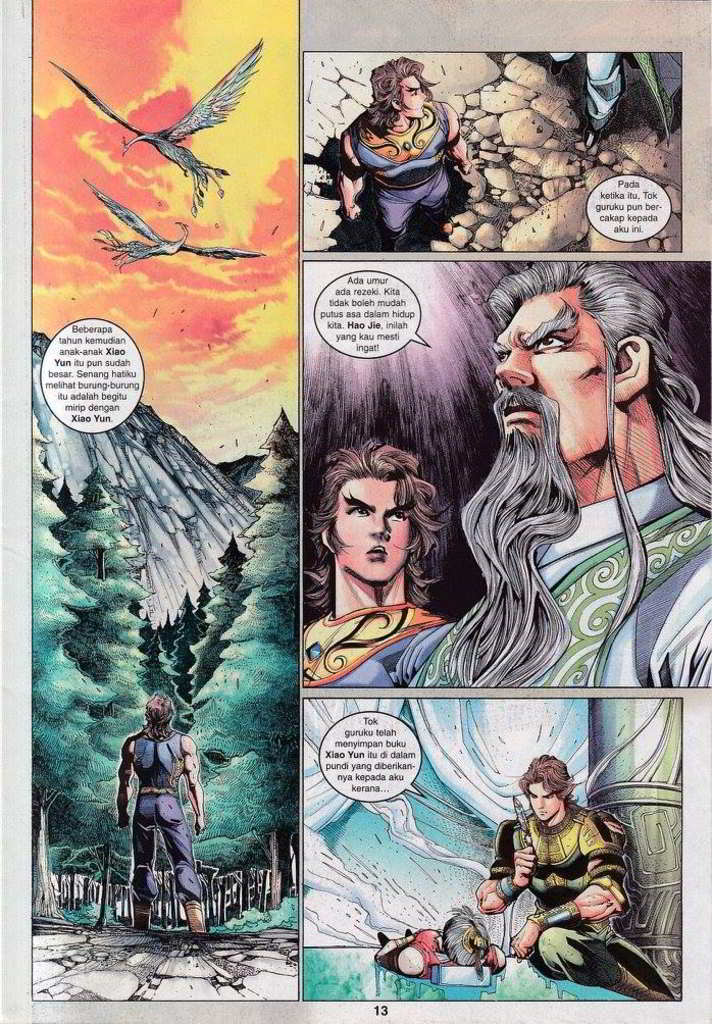 Beberapa
tahun kemudian
anak-anak Xiao
Yun itu pun sudah
besar. Senang hatiku
melihat burung-burung
itu adalah begitu
mirip dengan
Xiao Yun.
Pada
ketika itu, Tok
guruku pun ber-
cakap kepada
aku ini.
Ada umur
ada rezeki. Kita
tidak boleh mudah
putus asa dalam hidup
kita. Hao Jie, inilah
yang kau mesti
ingat!
Tok
guruku telah
menyimpan buku
Xiao Yun itu di dalam
pundi yang diberikan-
nya kepada aku
kerana...
13